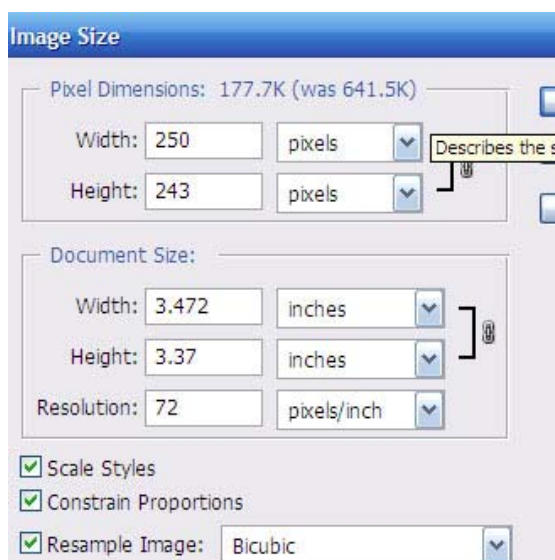 Image Size
Pixel Dimensions: 177.7K (was 641.5K)
Width: 250 pixels
Describes the s
Height: 243 pixels
Document Size:
Width: 3.472 inches
Height: 3.37 inches
Resolution: 72 pixels/inch
Scale Styles
Constrain Proportions
Resample Image: Bicubic